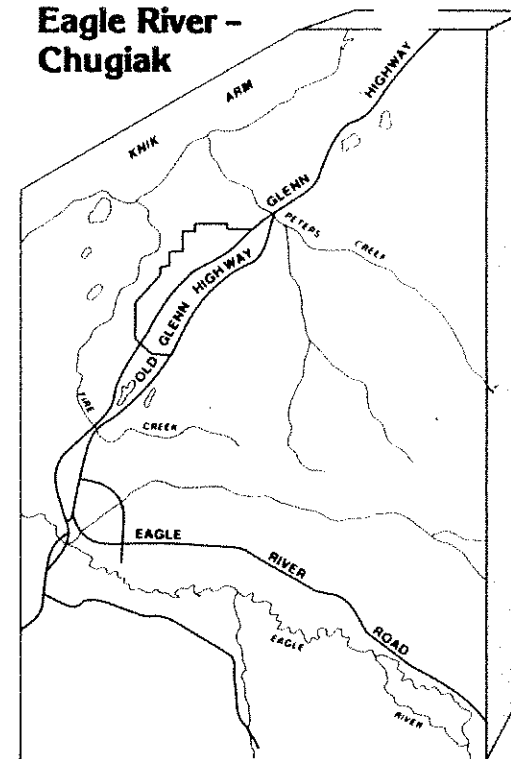 Eagle River –
Chugiak
KNIK ARM
GLENN HIGHWAY
PETERS CREEK
OLD GLENN HIGHWAY
FIRE CREEK
EAGLE RIVER ROAD
EAGLE RIVER